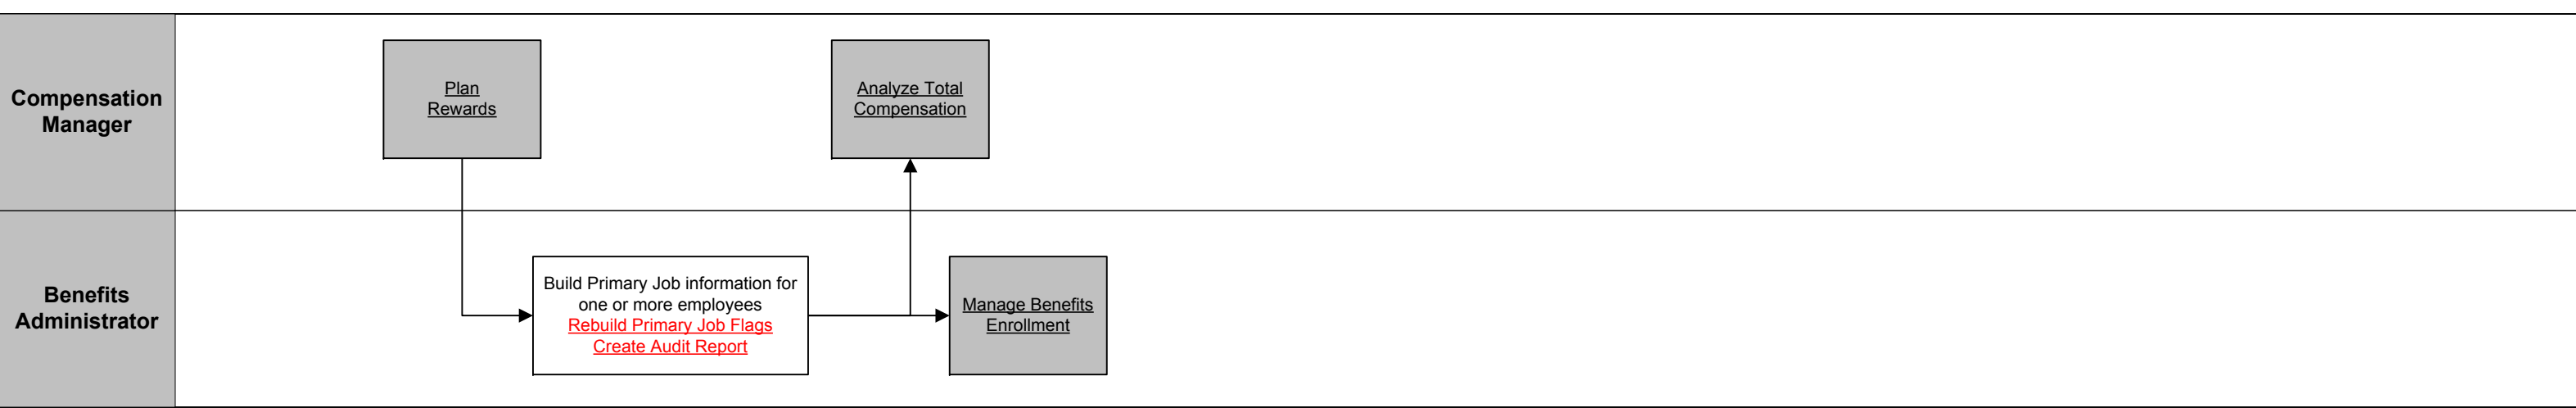 Compensation
Manager
Plan
Rewards
Analyze Total
Compensation
Benefits
Administrator
Build Primary Job information for
one or more employees
Rebuild Primary Job Flags
Create Audit Report
Manage Benefits
Enrollment